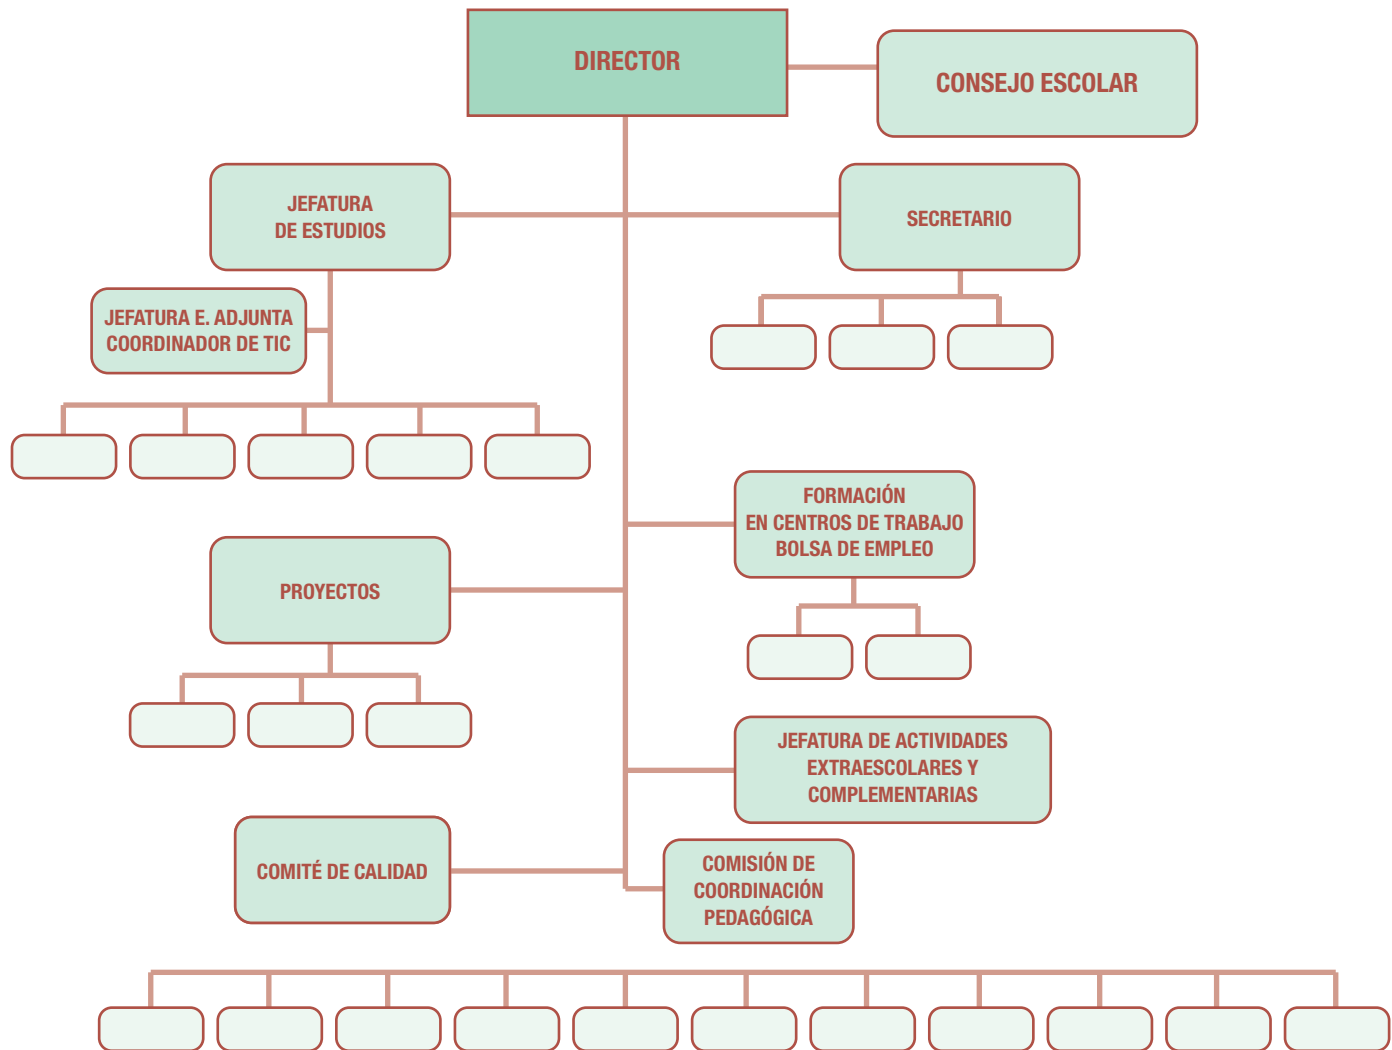 DIRECTOR
CONSEJO ESCOLAR
JEFATURA
DE ESTUDIOS
SECRETARIO
JEFATURA E. ADJUNTA
COORDINADOR DE TIC
FORMACIÓN
EN CENTROS DE TRABAJO
BOLSA DE EMPLEO
PROYECTOS
JEFATURA DE ACTIVIDADES
EXTRAESCOLARES Y
COMPLEMENTARIAS
COMITÉ DE CALIDAD
COMISIÓN DE
COORDINACIÓN
PEDAGÓGICA